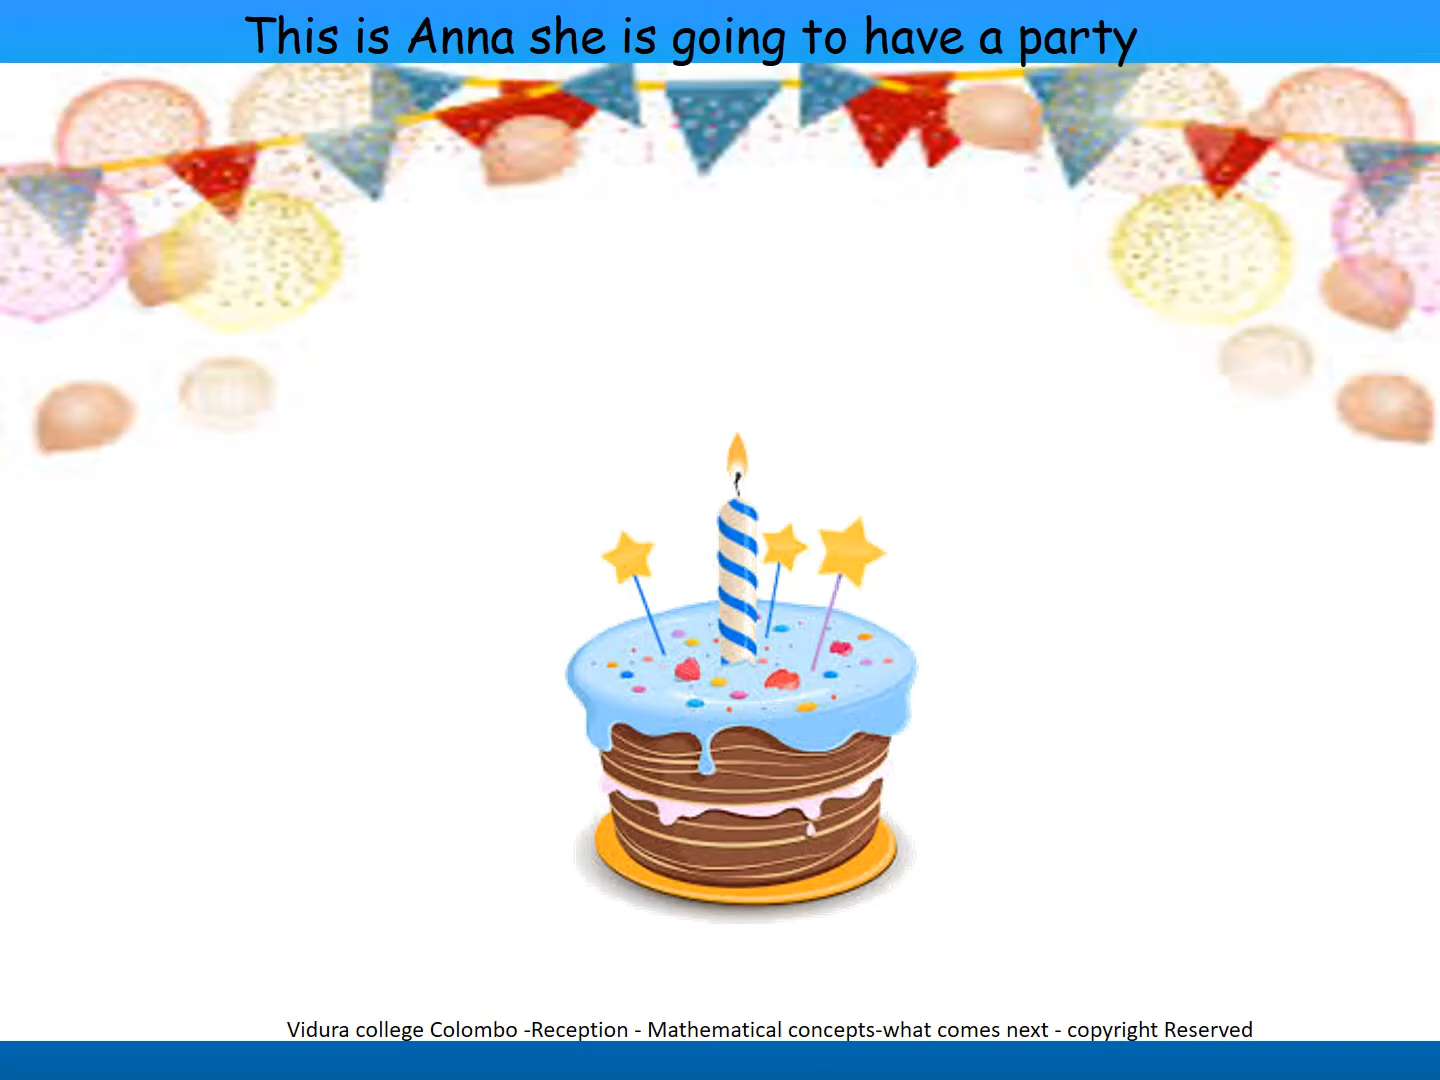 This is Anna she is going to have a party
Vidura college Colombo -Reception - Mathematical concepts-what comes next - copyright Reserved